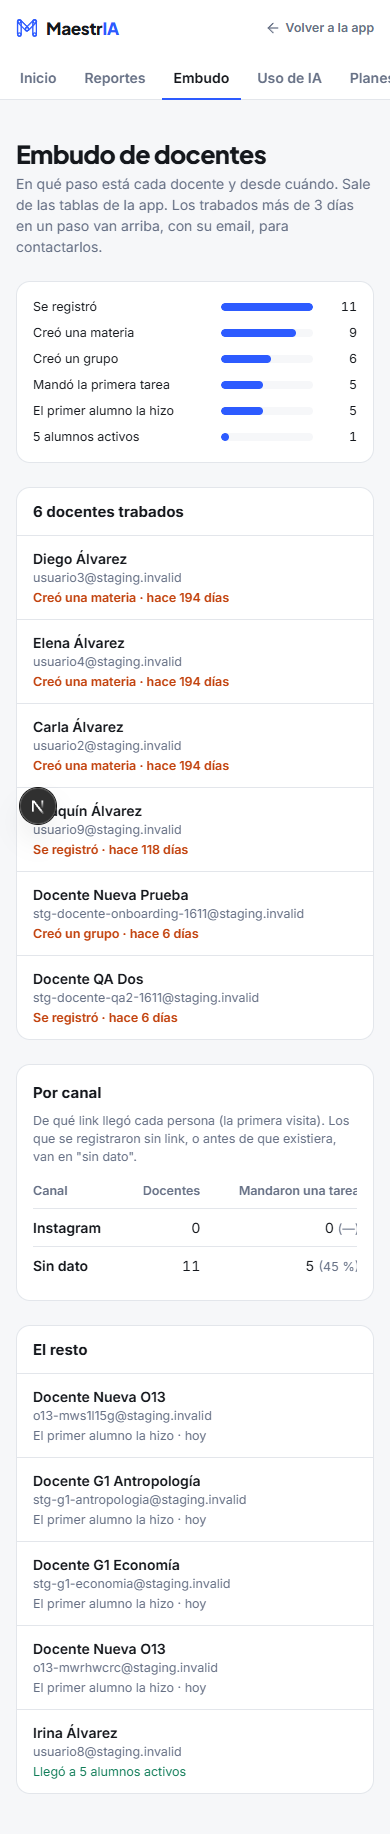 MaestrIA
← Volver a la app
Inicio Reportes Embudo Uso de IA Planes
Embudo de docentes
En qué paso está cada docente y desde cuándo. Sale
de las tablas de la app. Los trabados más de 3 días
en un paso van arriba, con su email, para
contactarlos.
Se registró 11
Creó una materia 9
Creó un grupo 6
Mandó la primera tarea 5
El primer alumno la hizo 5
5 alumnos activos 1
6 docentes trabados
Diego Álvarez
usuario3@staging.invalid
Creó una materia · hace 194 días
Elena Álvarez
usuario4@staging.invalid
Creó una materia · hace 194 días
Carla Álvarez
usuario2@staging.invalid
Creó una materia · hace 194 días
N
quín Álvarez
usuario9@staging.invalid
Se registró · hace 118 días
Docente Nueva Prueba
stg-docente-onboarding-1611@staging.invalid
Creó un grupo · hace 6 días
Docente QA Dos
stg-docente-qa2-1611@staging.invalid
Se registró · hace 6 días
Por canal
De qué link llegó cada persona (la primera visita). Los
que se registraron sin link, o antes de que existiera,
van en "sin dato".
Canal Docentes Mandaron una tarea
Instagram 0 0 (—)
Sin dato 11 5 (45 %)
El resto
Docente Nueva O13
o13-mws1l15g@staging.invalid
El primer alumno la hizo · hoy
Docente G1 Antropología
stg-g1-antropologia@staging.invalid
El primer alumno la hizo · hoy
Docente G1 Economía
stg-g1-economia@staging.invalid
El primer alumno la hizo · hoy
Docente Nueva O13
o13-mwrhwcrc@staging.invalid
El primer alumno la hizo · hoy
Irina Álvarez
usuario8@staging.invalid
Llegó a 5 alumnos activos